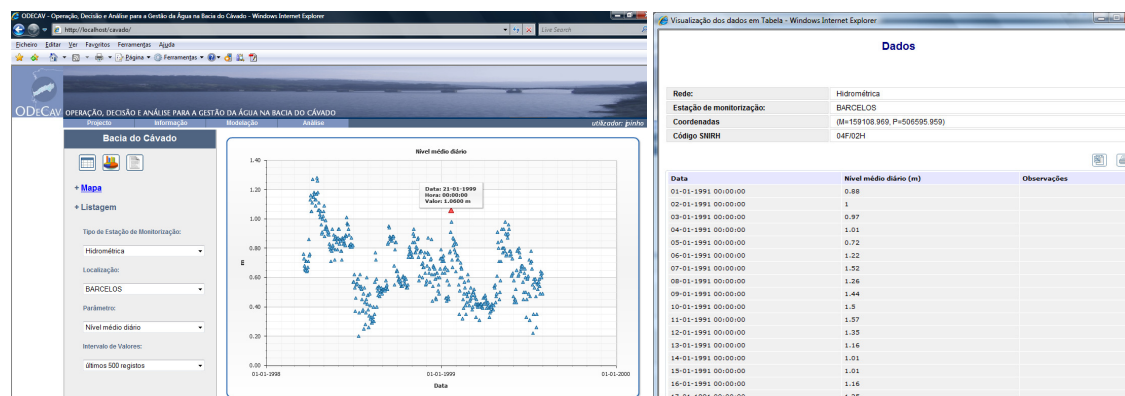 ODECAV - Operação, Decisão e Análise para a Gestão da Água na Bacia do Cávado - Windows Internet Explorer
http://localhost/cavado/
Live Search
Ficheiro Editar Ver Favoritos Ferramentas Ajuda
Página Ferramentas
ODeCav OPERAÇÃO, DECISÃO E ANÁLISE PARA A GESTÃO DA ÁGUA NA BACIA DO CÁVADO
Projecto Informação Modelação Análise utilizador: jpinho
Bacia do Cávado
+ Mapa
+ Listagem
Tipo de Estação de Monitorização:
Hidrométrica
Localização:
BARCELOS
Parâmetro:
Nível médio diário
Intervalo de Valores:
últimos 500 registos
Nível médio diário
1.40
1.20
1.00
0.80
0.60
0.40
0.20
0.00
m
Data: 21-01-1999
Hora: 00:00:00
Valor: 1.0600 m
01-01-1998 01-01-1999 01-01-2000
Data
Visualização dos dados em Tabela - Windows Internet Explorer
Dados
Rede: Hidrométrica
Estação de monitorização: BARCELOS
Coordenadas (M=159108.969, P=506595.959)
Código SNIRH 04F/02H
Data Nível médio diário (m) Observações
01-01-1991 00:00:00 0.88
02-01-1991 00:00:00 1
03-01-1991 00:00:00 0.97
04-01-1991 00:00:00 1.01
05-01-1991 00:00:00 0.72
06-01-1991 00:00:00 1.22
07-01-1991 00:00:00 1.52
08-01-1991 00:00:00 1.26
09-01-1991 00:00:00 1.44
10-01-1991 00:00:00 1.5
11-01-1991 00:00:00 1.57
12-01-1991 00:00:00 1.35
13-01-1991 00:00:00 1.16
14-01-1991 00:00:00 1.01
15-01-1991 00:00:00 1.01
16-01-1991 00:00:00 1.16
17-01-1991 00:00:00